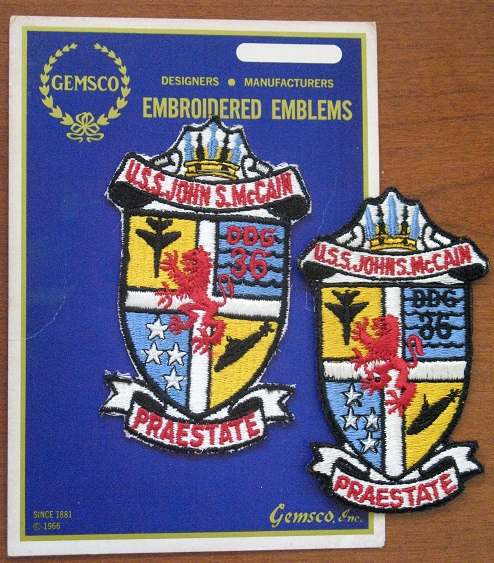 GEMSCO
DESIGNERS • MANUFACTURERS
EMBROIDERED EMBLEMS
U.S.S. JOHN S. McCAIN
DDG
36
PRAESTATE
U.S.S. JOHN S. McCAIN
DDG
36
PRAESTATE
SINCE 1881
© 1966
Gemsco, Inc.